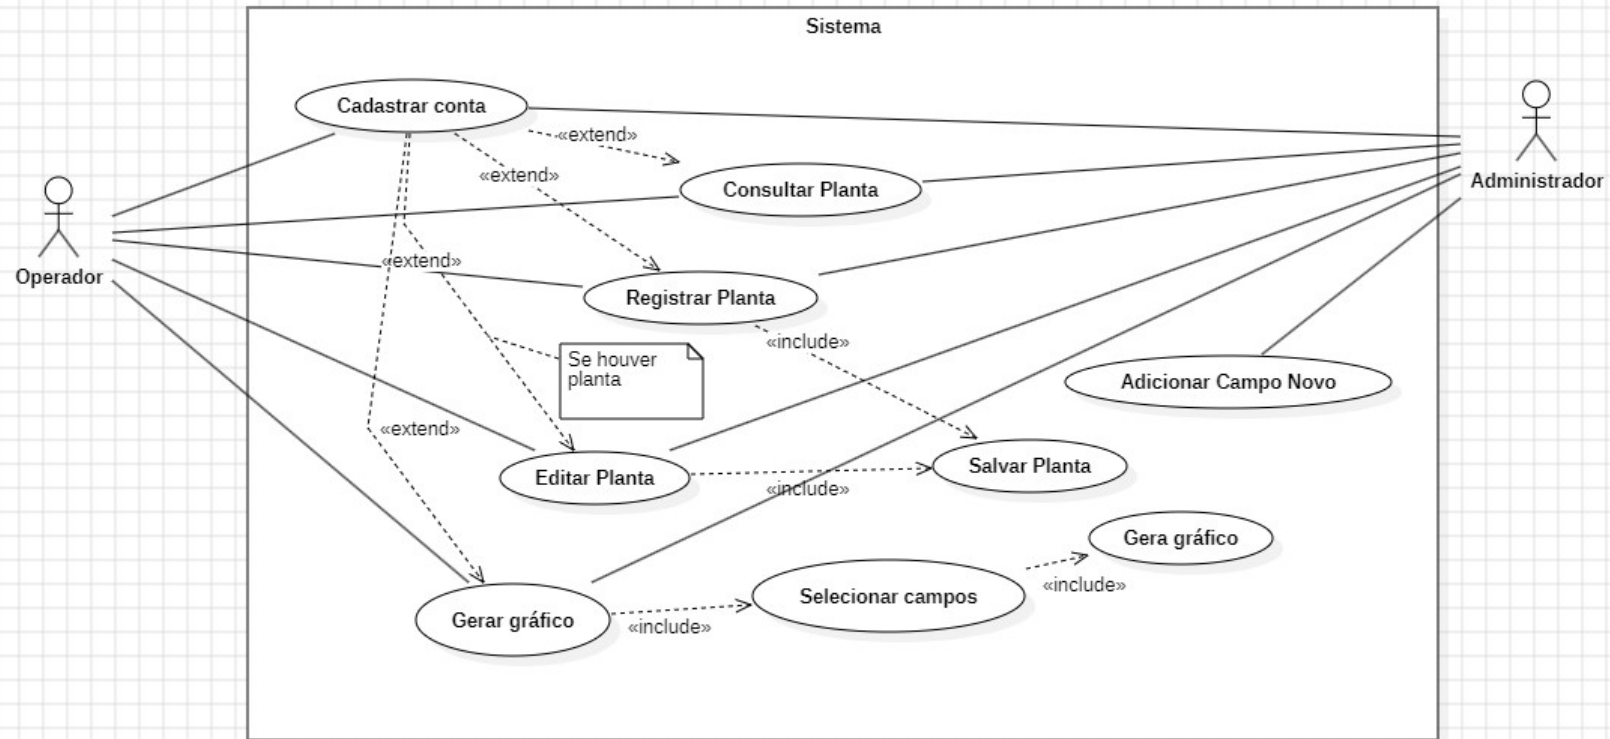 Sistema
Cadastrar conta
«extend»
«extend»
Consultar Planta
Administrador
Operador
«extend»
Registrar Planta
«include»
Se houver
planta
Adicionar Campo Novo
«extend»
Editar Planta
Salvar Planta
«include»
Gera gráfico
«include»
Selecionar campos
Gerar gráfico
«include»